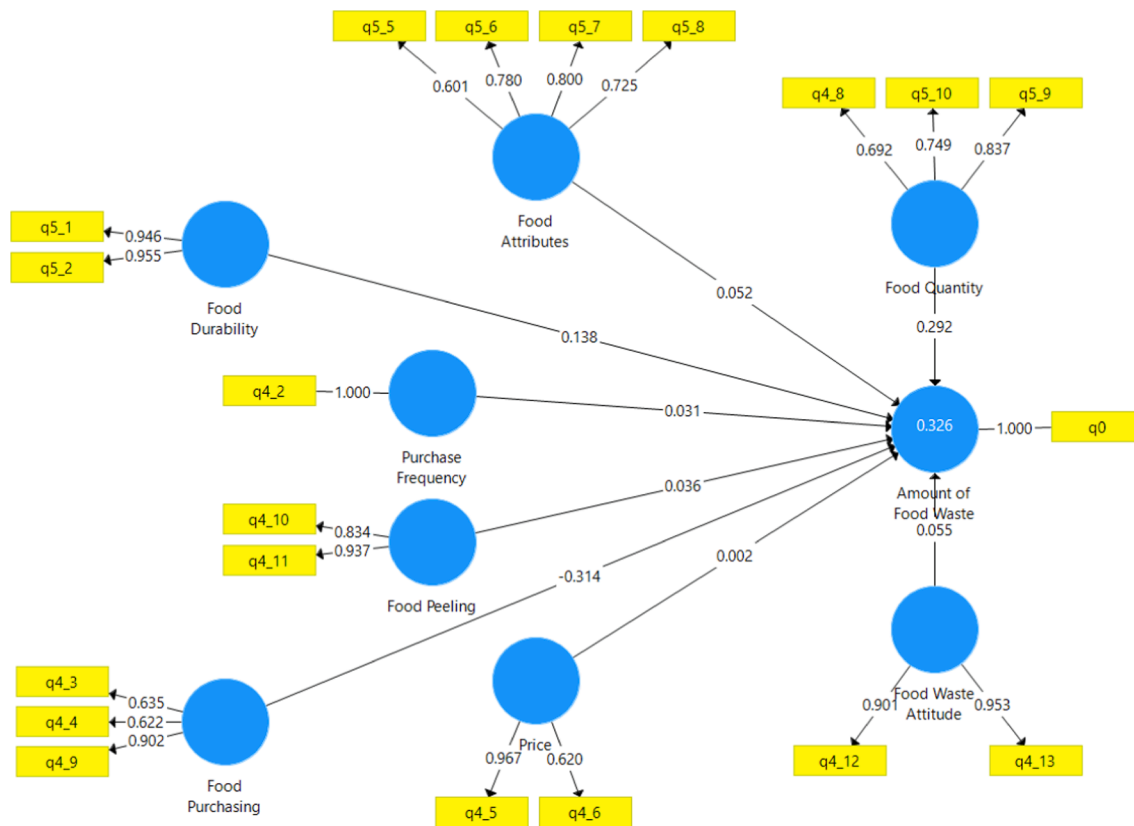 q5_5
q5_6
q5_7
q5_8
0.601
0.780
0.800
0.725
Food
Attributes
0.052
q4_8
q5_10
q5_9
0.692
0.749
0.837
Food Quantity
0.292
q5_1
q5_2
0.946
0.955
Food
Durability
0.138
q4_2
1.000
Purchase
Frequency
0.031
0.326
1.000
q0
Amount of
Food Waste
q4_10
q4_11
0.834
0.937
Food Peeling
0.036
-0.314
0.002
0.055
q4_3
q4_4
q4_9
0.635
0.622
0.902
Food
Purchasing
Price
0.967
0.620
q4_5
q4_6
Food Waste
Attitude
0.901
0.953
q4_12
q4_13